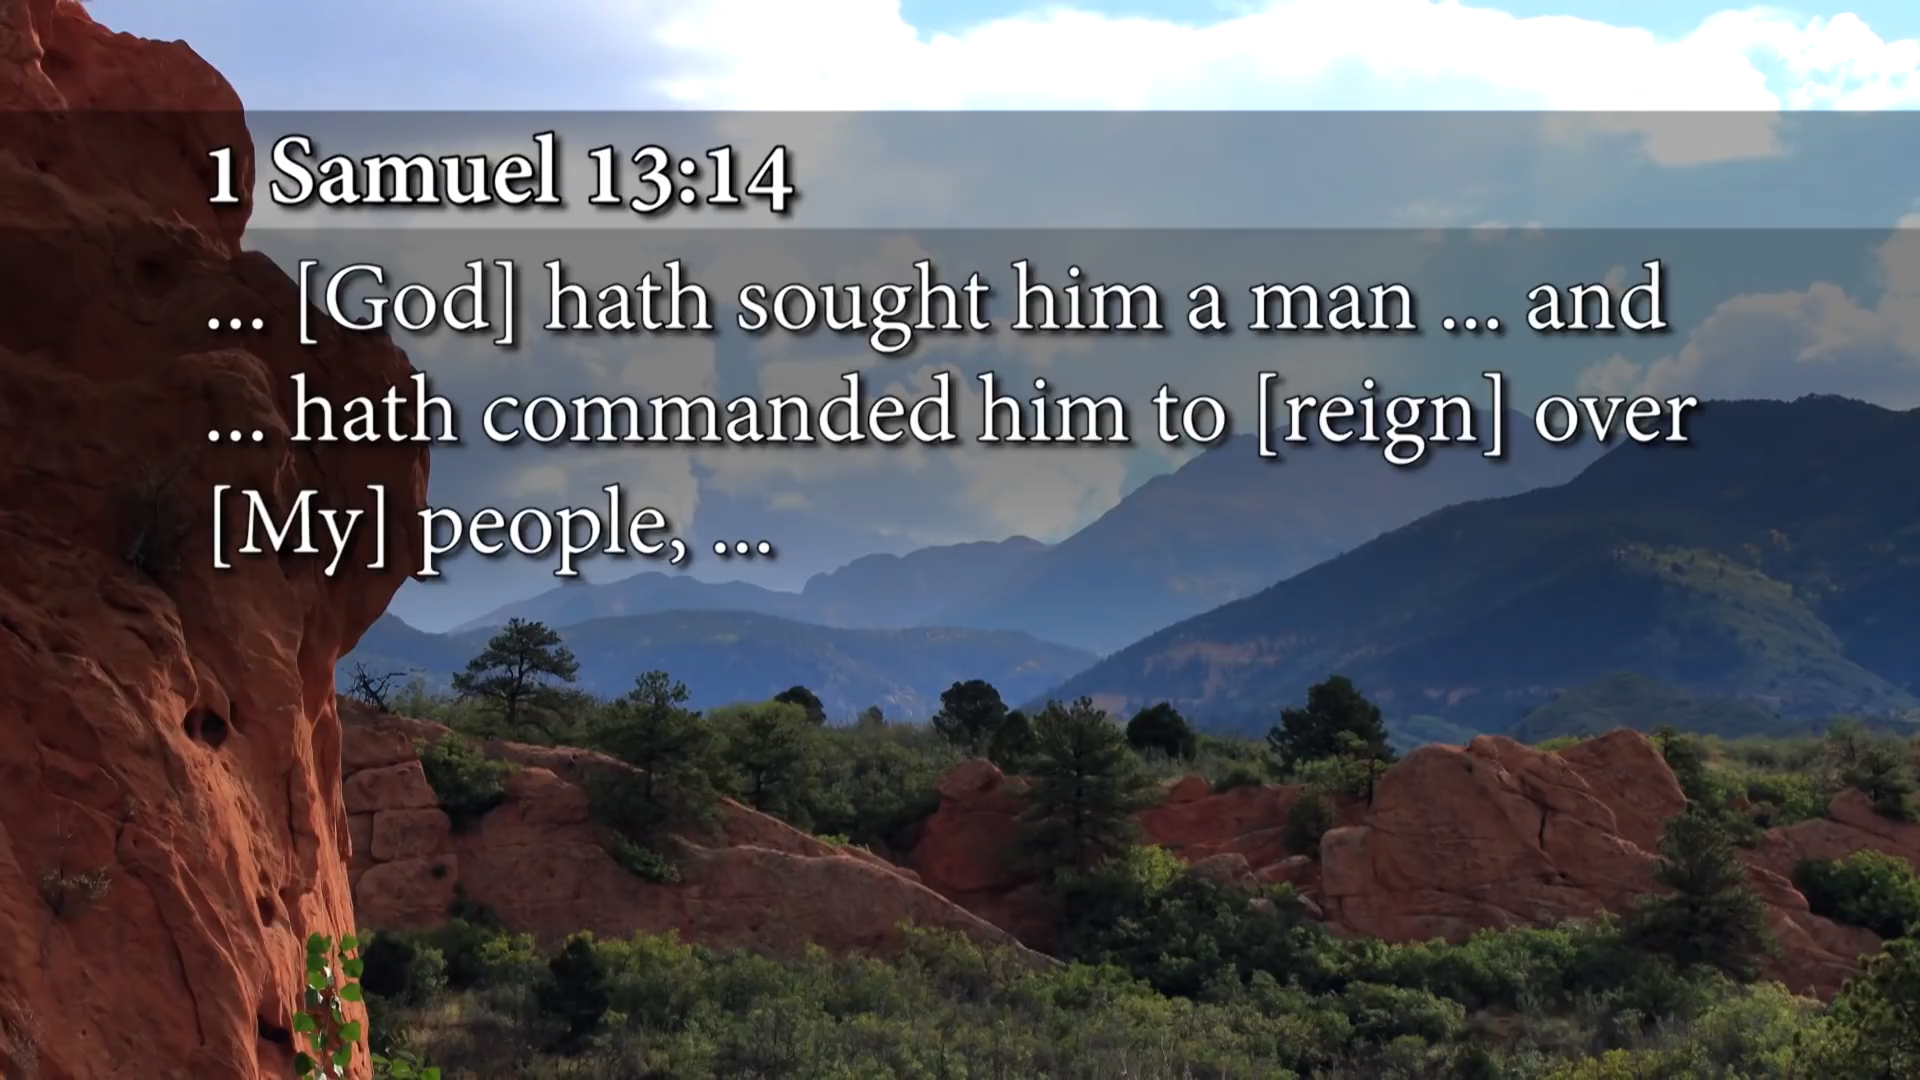 1 Samuel 13:14
... [God] hath sought him a man ... and
... hath commanded him to [reign] over
[My] people, ...